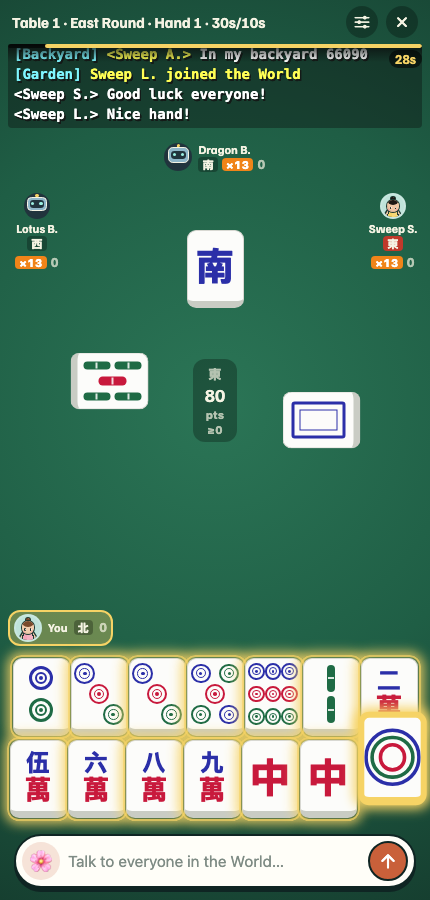 Table 1 · East Round · Hand 1 · 30s/10s
[Backyard] <Sweep A.> In my backyard 66090
28s
[Garden] Sweep L. joined the World
<Sweep S.> Good luck everyone!
<Sweep L.> Nice hand!
Dragon B.
南 ×13 0
Lotus B.
西
×13 0
Sweep S.
東
×13 0
南
東
80
pts
≥0
You 北 0
二萬
伍萬 六萬 八萬 九萬 中 中
Talk to everyone in the World...